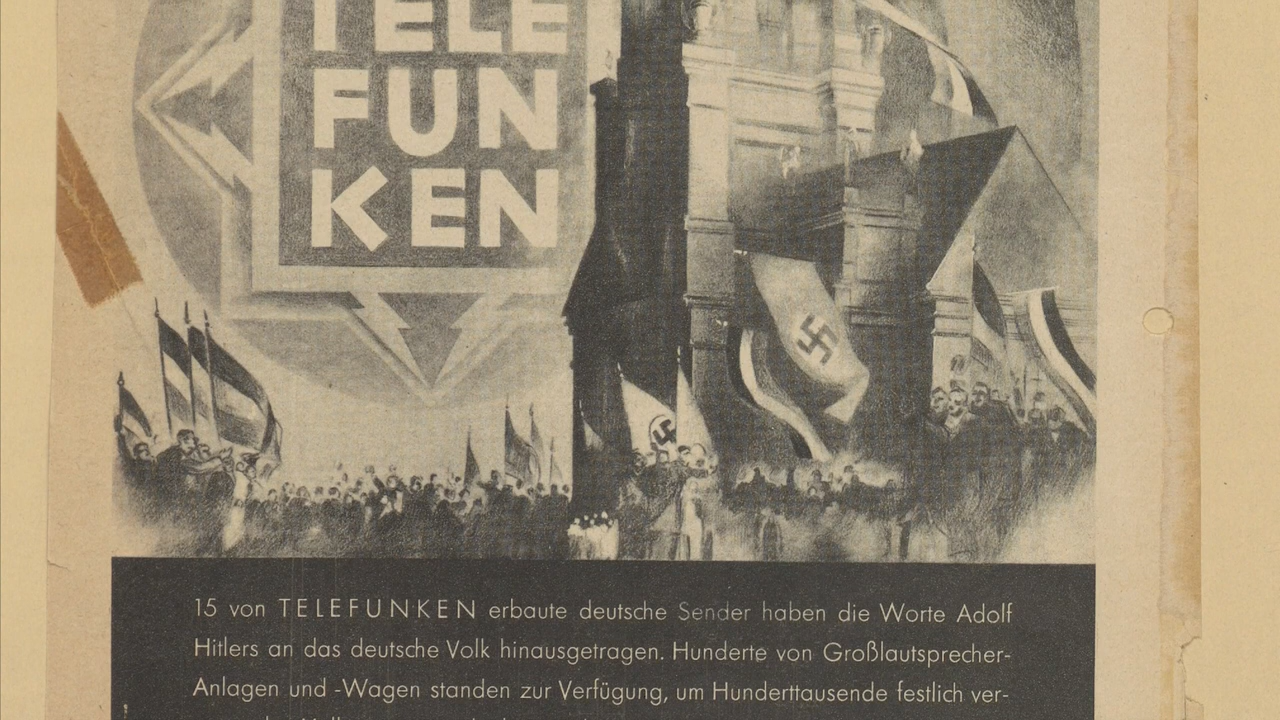 TELE
FUN
KEN
15 von TELEFUNKEN erbaute deutsche Sender haben die Worte Adolf
Hitlers an das deutsche Volk hinausgetragen. Hunderte von Großlautsprecher-
Anlagen und -Wagen standen zur Verfügung, um Hunderttausende festlich ver-